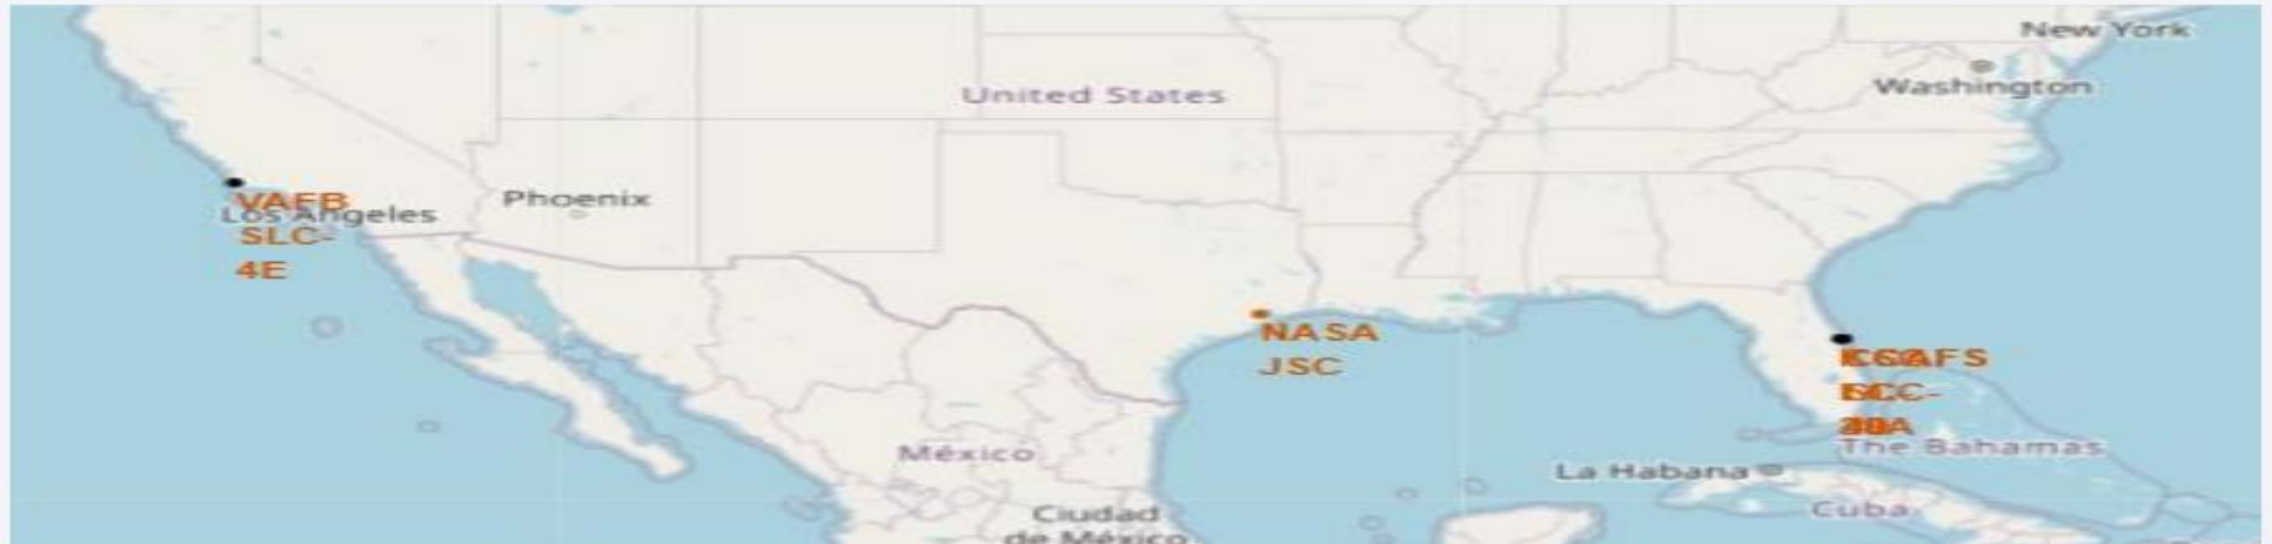 New York
United States
Washington
VAFB
Los Angeles
Phoenix
SLC-
4E
NASA
JSC
México
The Bahamas
La Habana
Cuba
Ciudad
de México